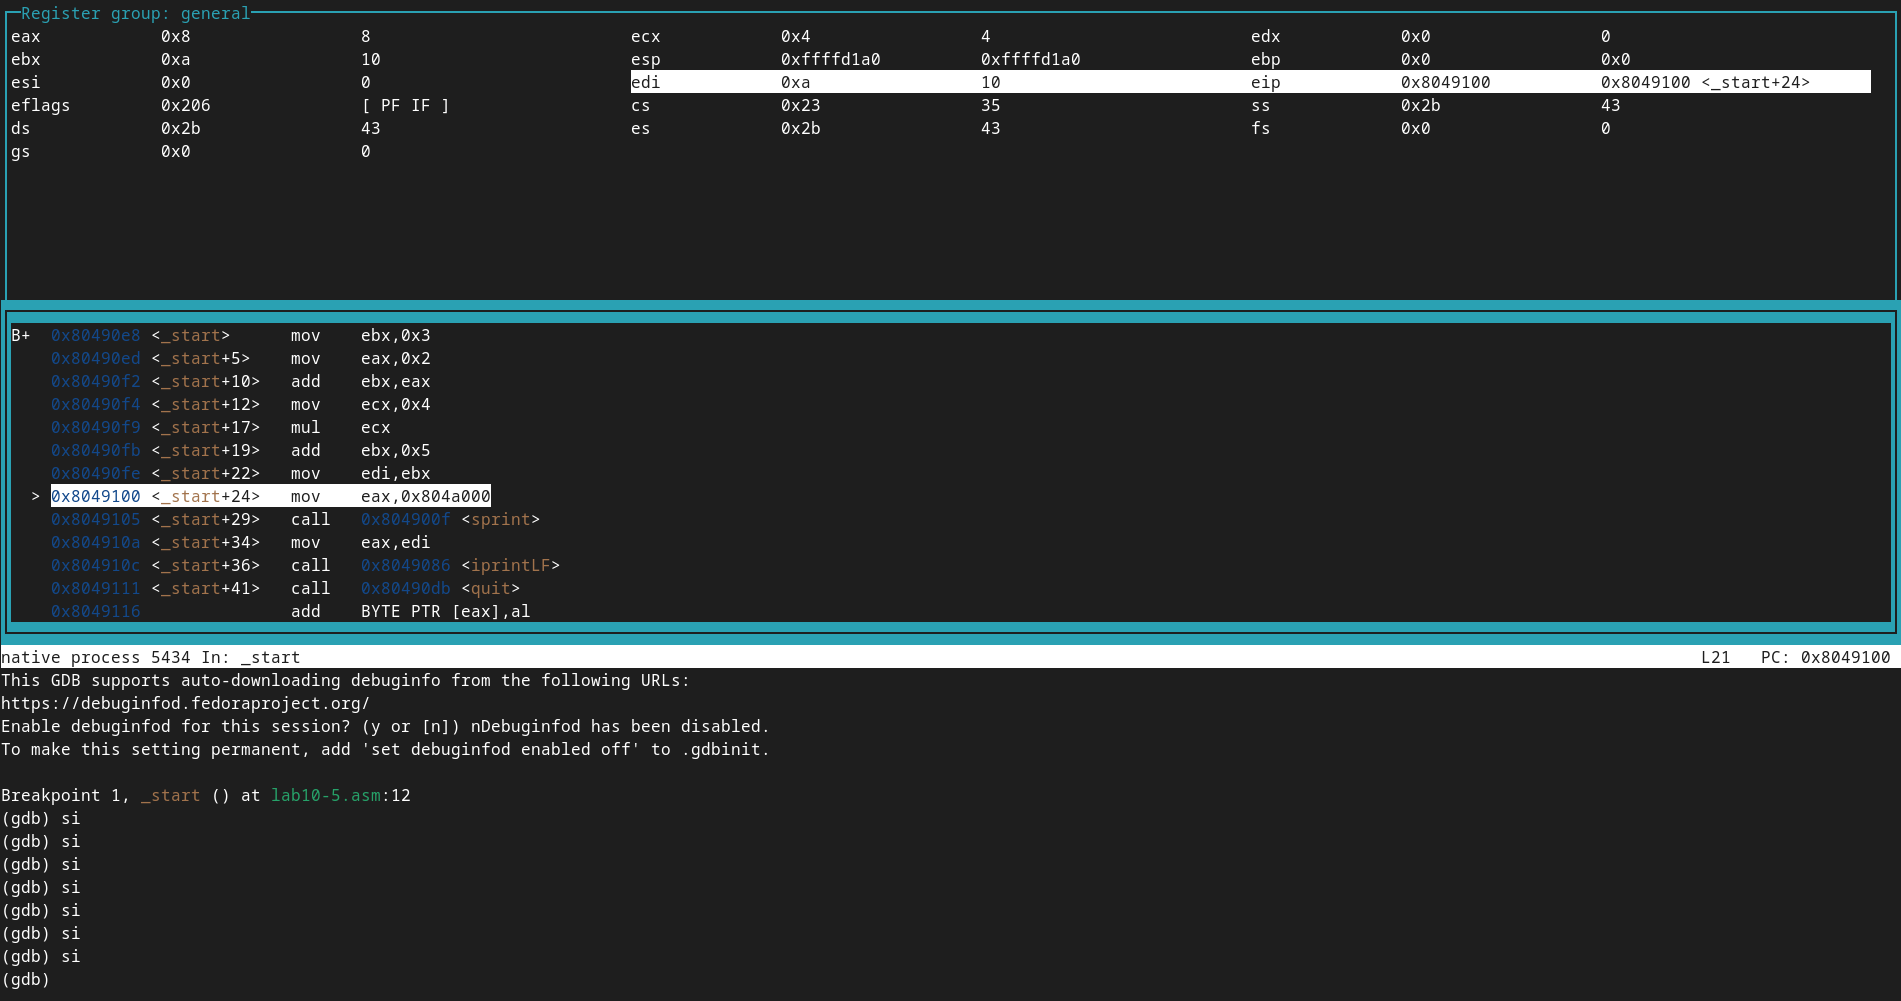 Register group: general
eax 0x8 8 ecx 0x4 4 edx 0x0 0
ebx 0xa 10 esp 0xffffd1a0 0xffffd1a0 ebp 0x0 0x0
esi 0x0 0 edi 0xa 10 eip 0x8049100 0x8049100 <_start+24>
eflags 0x206 [ PF IF ] cs 0x23 35 ss 0x2b 43
ds 0x2b 43 es 0x2b 43 fs 0x0 0
gs 0x0 0
B+ 0x80490e8 <_start> mov ebx,0x3
0x80490ed <_start+5> mov eax,0x2
0x80490f2 <_start+10> add ebx,eax
0x80490f4 <_start+12> mov ecx,0x4
0x80490f9 <_start+17> mul ecx
0x80490fb <_start+19> add ebx,0x5
0x80490fe <_start+22> mov edi,ebx
> 0x8049100 <_start+24> mov eax,0x804a000
0x8049105 <_start+29> call 0x804900f <sprint>
0x804910a <_start+34> mov eax,edi
0x804910c <_start+36> call 0x8049086 <iprintLF>
0x8049111 <_start+41> call 0x80490db <quit>
0x8049116 add BYTE PTR [eax],al
native process 5434 In: _start L21 PC: 0x8049100
This GDB supports auto-downloading debuginfo from the following URLs:
https://debuginfod.fedoraproject.org/
Enable debuginfod for this session? (y or [n]) nDebuginfod has been disabled.
To make this setting permanent, add 'set debuginfod enabled off' to .gdbinit.
Breakpoint 1, _start () at lab10-5.asm:12
(gdb) si
(gdb) si
(gdb) si
(gdb) si
(gdb) si
(gdb) si
(gdb) si
(gdb)